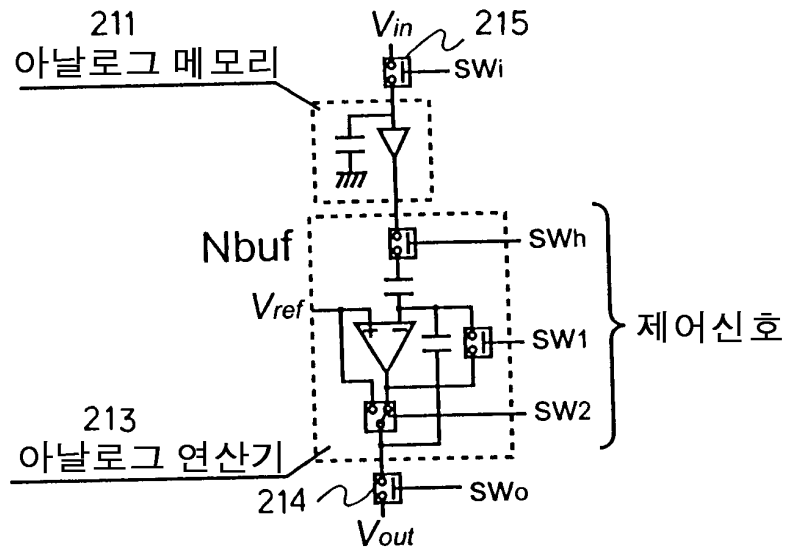 211
아날로그 메모리
Vin
215
SWi
Nbuf
SWh
Vref
SW1
제어신호
SW2
213
아날로그 연산기
214
SWo
Vout